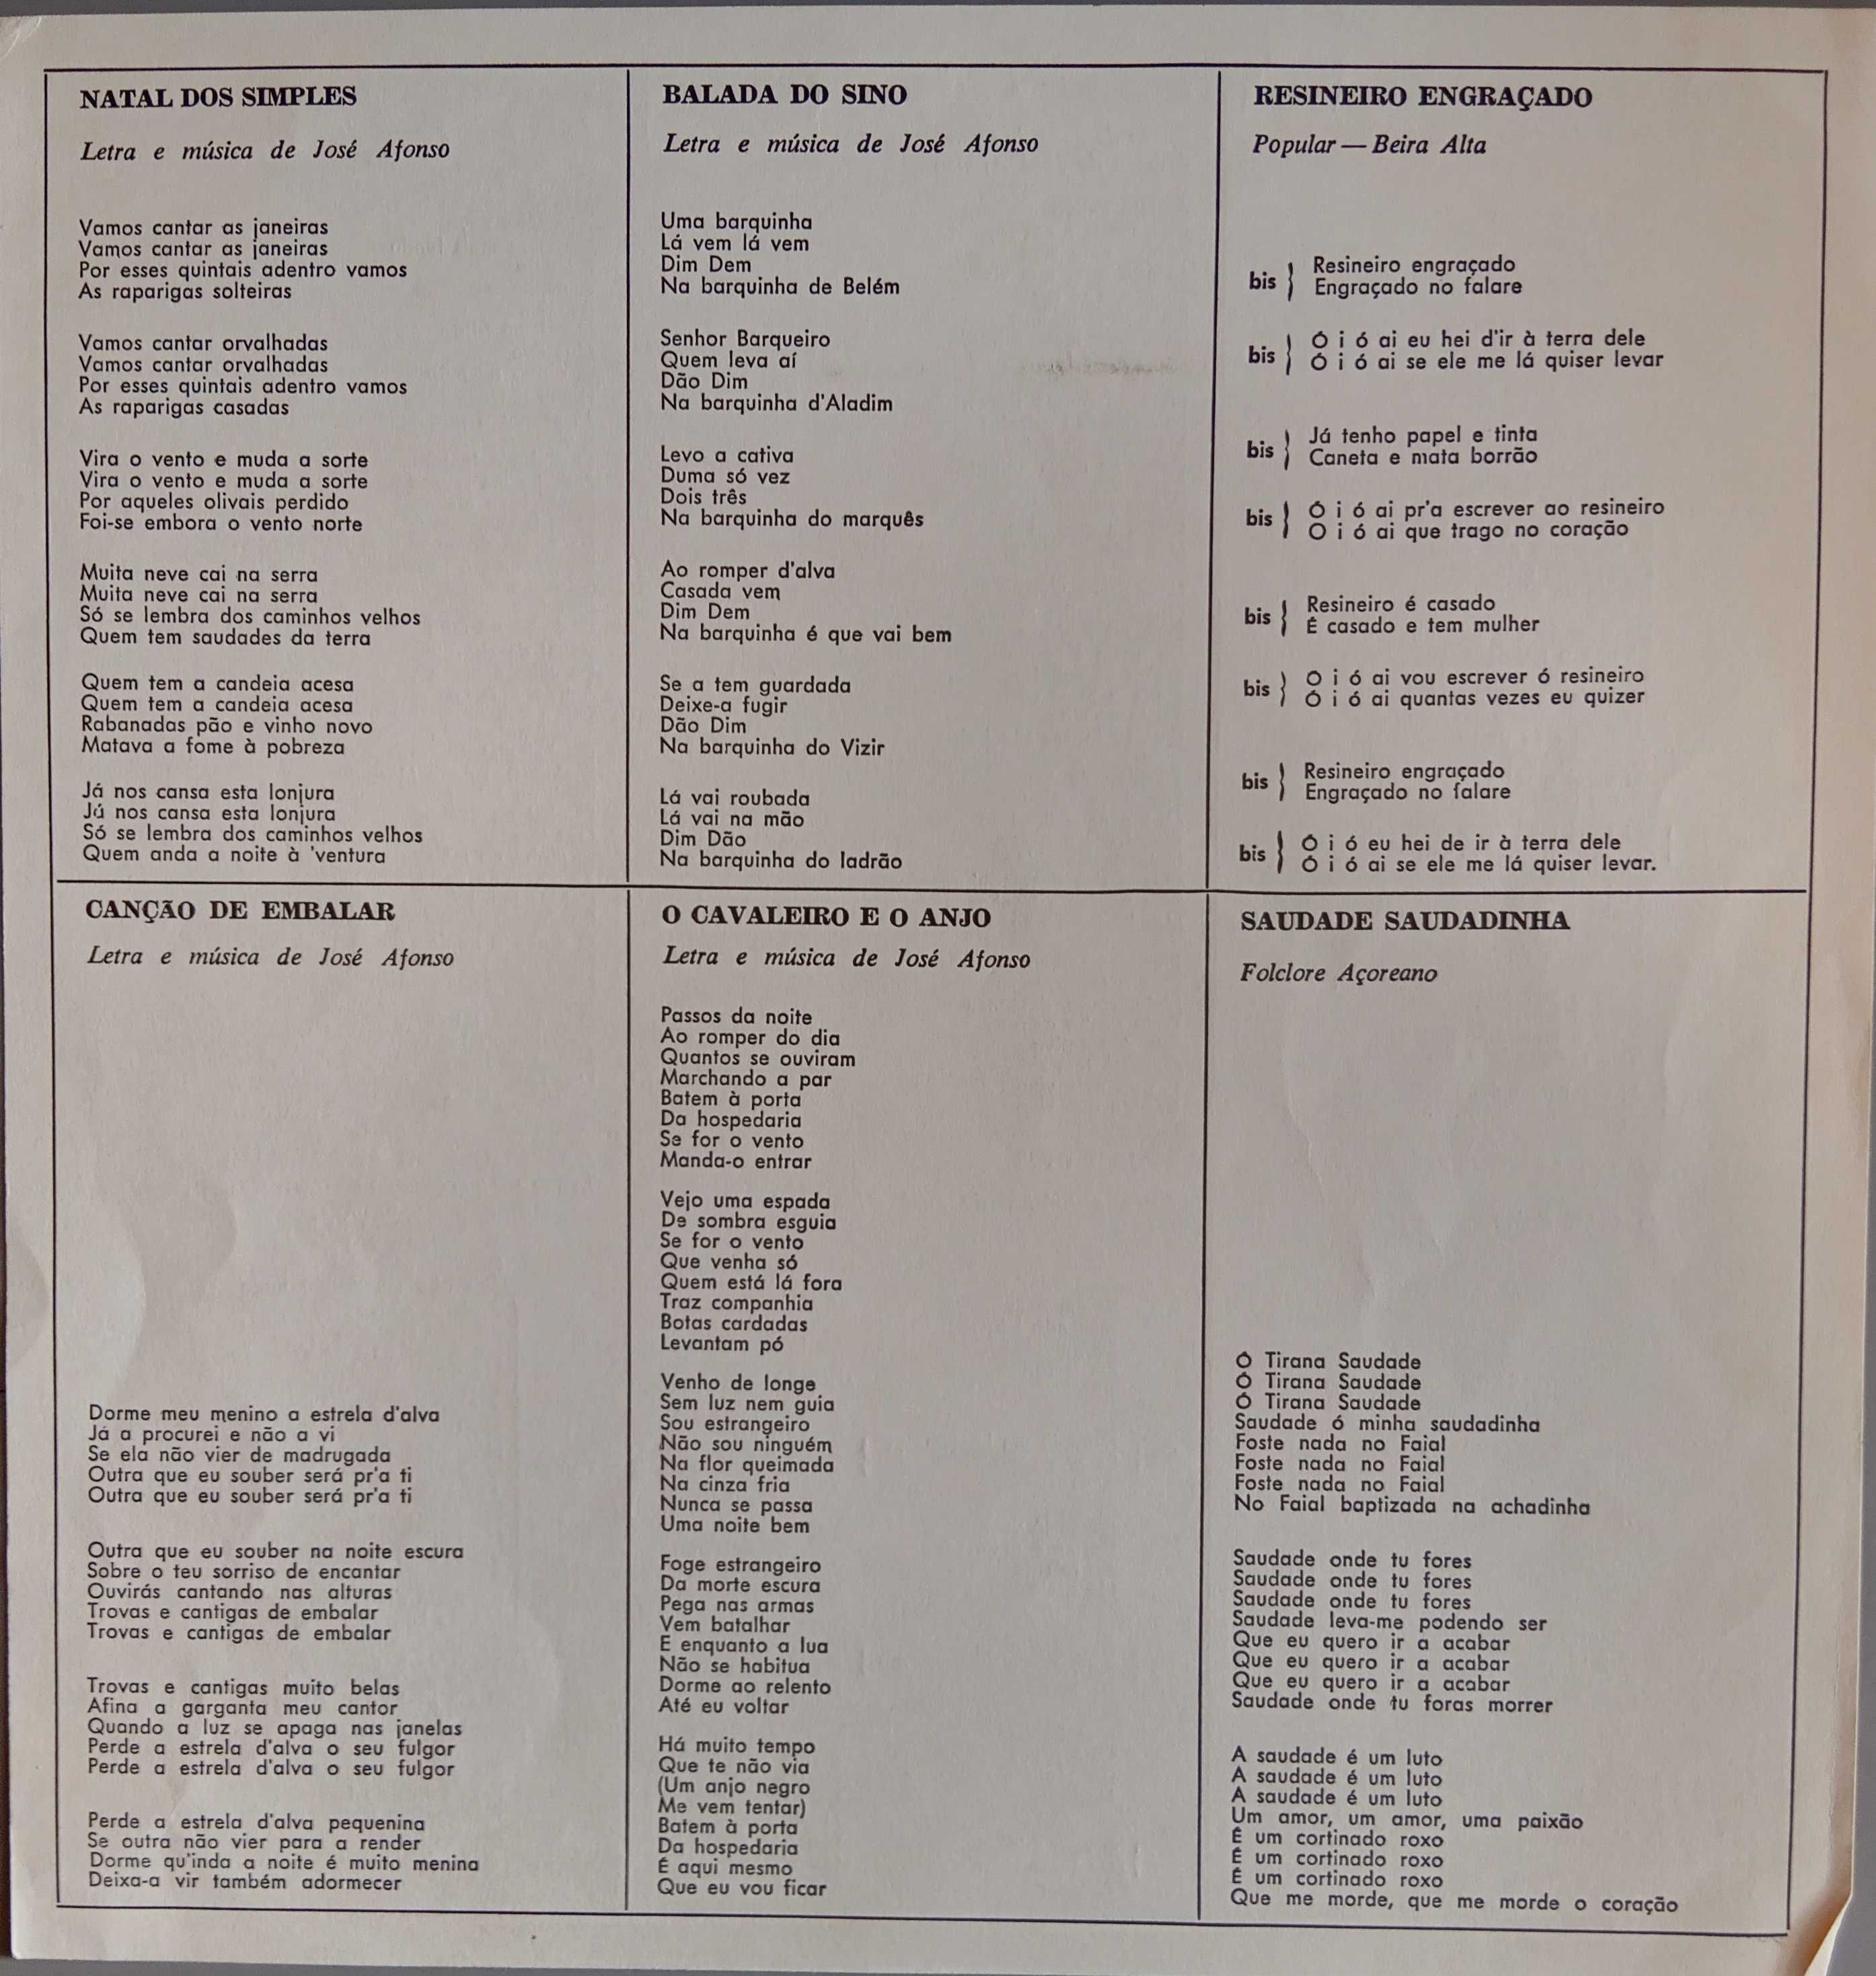 NATAL DOS SIMPLES
Letra e música de José Afonso
Vamos cantar as janeiras
Vamos cantar as janeiras
Por esses quintais adentro vamos
As raparigas solteiras
Vamos cantar orvalhadas
Vamos cantar orvalhadas
Por esses quintais adentro vamos
As raparigas casadas
Vira o vento e muda a sorte
Vira o vento e muda a sorte
Por aqueles olivais perdido
Foi-se embora o vento norte
Muita neve cai na serra
Muita neve cai na serra
Só se lembra dos caminhos velhos
Quem tem saudades da terra
Quem tem a candeia acesa
Quem tem a candeia acesa
Rabanadas pão e vinho novo
Matava a fome à pobreza
Já nos cansa esta lonjura
Já nos cansa esta lonjura
Só se lembra dos caminhos velhos
Quem anda a noite à 'ventura
BALADA DO SINO
Letra e música de José Afonso
Uma barquinha
Lá vem lá vem
Dim Dem
Na barquinha de Belém
Senhor Barqueiro
Quem leva aí
Dão Dim
Na barquinha d'Aladim
Levo a cativa
Duma só vez
Dois três
Na barquinha do marquês
Ao romper d'alva
Casada vem
Dim Dem
Na barquinha é que vai bem
Se a tem guardada
Deixe-a fugir
Dão Dim
Na barquinha do Vizir
Lá vai roubada
Lá vai na mão
Dim Dão
Na barquinha do ladrão
RESINEIRO ENGRAÇADO
Popular — Beira Alta
bis } Resineiro engraçado
Engraçado no falare
bis } Ó i ó ai eu hei d'ir à terra dele
Ó i ó ai se ele me lá quiser levar
bis } Já tenho papel e tinta
Caneta e mata borrão
bis } Ó i ó ai pr'a escrever ao resineiro
O i ó ai que trago no coração
bis } Resineiro é casado
É casado e tem mulher
bis } O i ó ai vou escrever ó resineiro
Ó i ó ai quantas vezes eu quizer
bis } Resineiro engraçado
Engraçado no falare
bis } Ó i ó eu hei de ir à terra dele
Ó i ó ai se ele me lá quiser levar.
CANÇÃO DE EMBALAR
Letra e música de José Afonso
Dorme meu menino a estrela d'alva
Já a procurei e não a vi
Se ela não vier de madrugada
Outra que eu souber será pr'a ti
Outra que eu souber será pr'a ti
Outra que eu souber na noite escura
Sobre o teu sorriso de encantar
Ouvirás cantando nas alturas
Trovas e cantigas de embalar
Trovas e cantigas de embalar
Trovas e cantigas muito belas
Afina a garganta meu cantor
Quando a luz se apaga nas janelas
Perde a estrela d'alva o seu fulgor
Perde a estrela d'alva o seu fulgor
Perde a estrela d'alva pequenina
Se outra não vier para a render
Dorme qu'inda a noite é muito menina
Deixa-a vir também adormecer
O CAVALEIRO E O ANJO
Letra e música de José Afonso
Passos da noite
Ao romper do dia
Quantos se ouviram
Marchando a par
Batem à porta
Da hospedaria
Se for o vento
Manda-o entrar
Vejo uma espada
De sombra esguia
Se for o vento
Que venha só
Quem está lá fora
Traz companhia
Botas cardadas
Levantam pó
Venho de longe
Sem luz nem guia
Sou estrangeiro
Não sou ninguém
Na flor queimada
Na cinza fria
Nunca se passa
Uma noite bem
Foge estrangeiro
Da morte escura
Pega nas armas
Vem batalhar
E enquanto a lua
Não se habitua
Dorme ao relento
Até eu voltar
Há muito tempo
Que te não via
(Um anjo negro
Me vem tentar)
Batem à porta
Da hospedaria
É aqui mesmo
Que eu vou ficar
SAUDADE SAUDADINHA
Folclore Açoreano
Ó Tirana Saudade
Ó Tirana Saudade
Ó Tirana Saudade
Saudade ó minha saudadinha
Foste nada no Faial
Foste nada no Faial
Foste nada no Faial
No Faial baptizada na achadinha
Saudade onde tu fores
Saudade onde tu fores
Saudade onde tu fores
Saudade leva-me podendo ser
Que eu quero ir a acabar
Que eu quero ir a acabar
Que eu quero ir a acabar
Saudade onde tu foras morrer
A saudade é um luto
A saudade é um luto
A saudade é um luto
Um amor, um amor, uma paixão
É um cortinado roxo
É um cortinado roxo
É um cortinado roxo
Que me morde, que me morde o coração